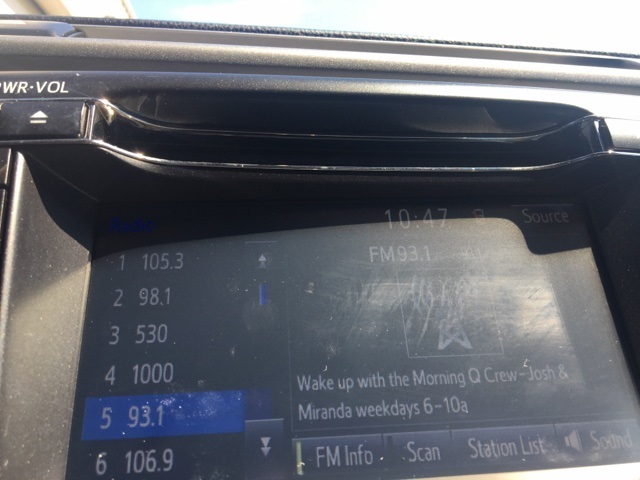 PWR·VOL
Radio
10:47
Source
1 105.3
FM93.1
2 98.1
3 530
4 1000
5 93.1
6 106.9
Wake up with the Morning Q Crew-Josh &
Miranda weekdays 6-10a
FM Info
Scan
Station List
Sound